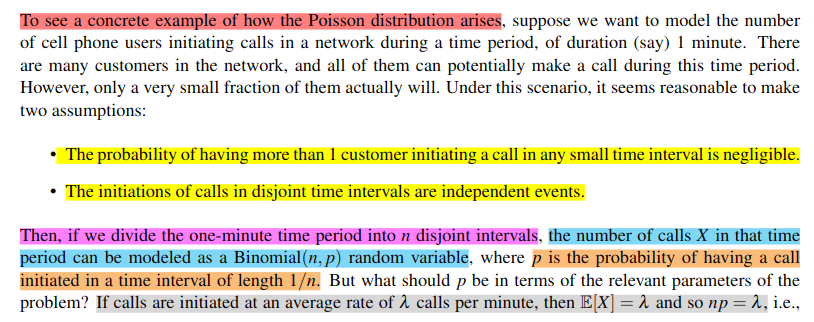 To see a concrete example of how the Poisson distribution arises, suppose we want to model the number
of cell phone users initiating calls in a network during a time period, of duration (say) 1 minute. There
are many customers in the network, and all of them can potentially make a call during this time period.
However, only a very small fraction of them actually will. Under this scenario, it seems reasonable to make
two assumptions:
• The probability of having more than 1 customer initiating a call in any small time interval is negligible.
• The initiations of calls in disjoint time intervals are independent events.
Then, if we divide the one-minute time period into n disjoint intervals, the number of calls X in that time
period can be modeled as a Binomial(n, p) random variable, where p is the probability of having a call
initiated in a time interval of length 1/n. But what should p be in terms of the relevant parameters of the
problem? If calls are initiated at an average rate of λ calls per minute, then 𝔼[X] = λ and so np = λ, i.e.,